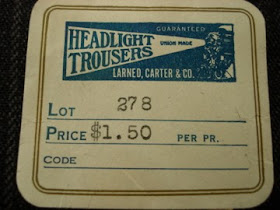 GUARANTEED
HEADLIGHT
UNION MADE
TROUSERS
LARNED, CARTER & CO.
LOT 278
PRICE $1.50 PER PR.
CODE